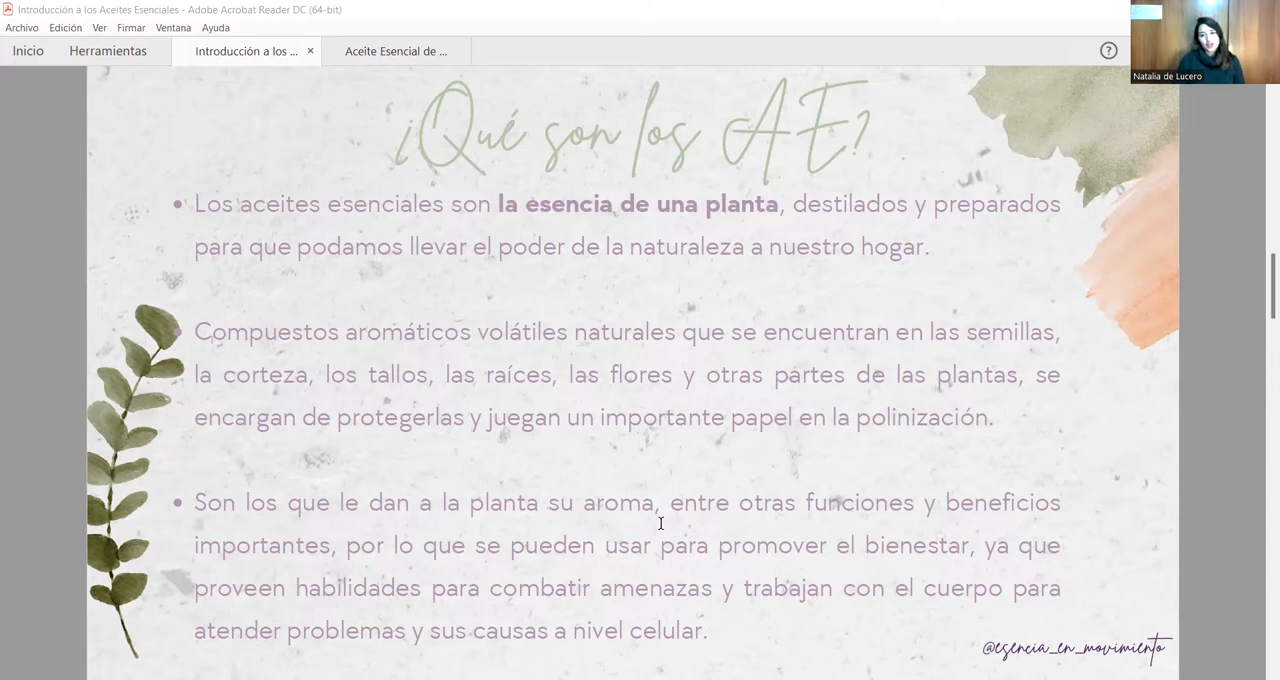 Introducción a los Aceites Esenciales - Adobe Acrobat Reader DC (64-bit)
Archivo Edición Ver Firmar Ventana Ayuda
Inicio Herramientas Introducción a los ... × Aceite Esencial de ... ?
Natalia de Lucero
¿Qué son los AE?
• Los aceites esenciales son la esencia de una planta, destilados y preparados
para que podamos llevar el poder de la naturaleza a nuestro hogar.
• Compuestos aromáticos volátiles naturales que se encuentran en las semillas,
la corteza, los tallos, las raíces, las flores y otras partes de las plantas, se
encargan de protegerlas y juegan un importante papel en la polinización.
• Son los que le dan a la planta su aroma, entre otras funciones y beneficios
importantes, por lo que se pueden usar para promover el bienestar, ya que
proveen habilidades para combatir amenazas y trabajan con el cuerpo para
atender problemas y sus causas a nivel celular.
@esencia_en_movimiento